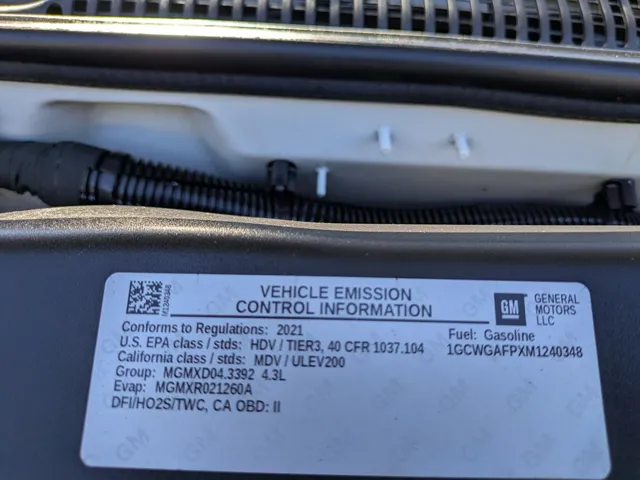 VEHICLE EMISSION
CONTROL INFORMATION
GM
GENERAL
MOTORS
LLC
Conforms to Regulations: 2021
Fuel: Gasoline
U.S. EPA class / stds: HDV / TIER3, 40 CFR 1037.104
1GCWGAFPXM1240348
California class / stds: MDV / ULEV200
Group: MGMXD04.3392 4.3L
Evap: MGMXR021260A
DFI/HO2S/TWC, CA OBD: II